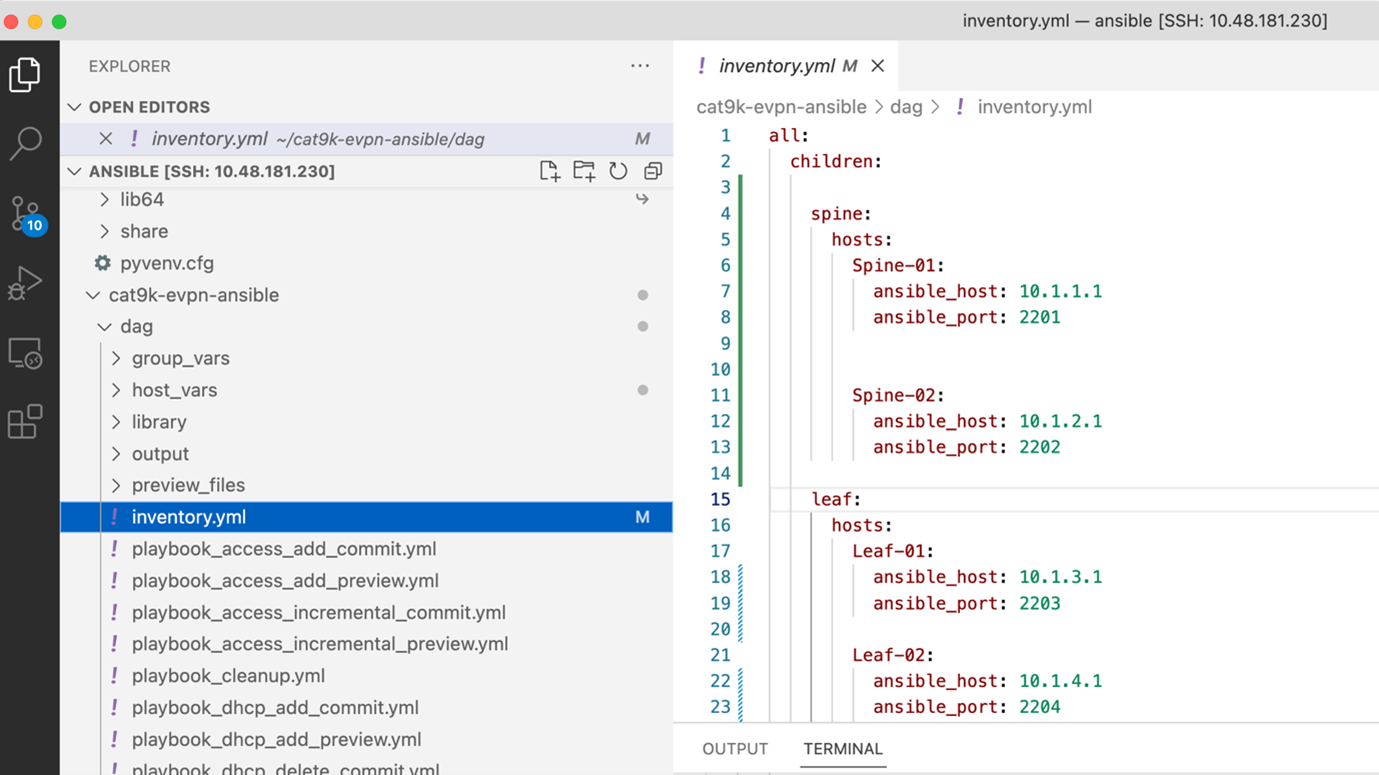 inventory.yml — ansible [SSH: 10.48.181.230]
EXPLORER
OPEN EDITORS
inventory.yml ~/cat9k-evpn-ansible/dag M
ANSIBLE [SSH: 10.48.181.230]
lib64
share
10
pyvenv.cfg
cat9k-evpn-ansible
dag
group_vars
host_vars
library
output
preview_files
! inventory.yml M
! playbook_access_add_commit.yml
! playbook_access_add_preview.yml
! playbook_access_incremental_commit.yml
! playbook_access_incremental_preview.yml
! playbook_cleanup.yml
! playbook_dhcp_add_commit.yml
! playbook_dhcp_add_preview.yml
! playbook_dhcp_delete_commit.yml
! inventory.yml M
cat9k-evpn-ansible > dag > ! inventory.yml
1 all:
2 children:
3
4 spine:
5 hosts:
6 Spine-01:
7 ansible_host: 10.1.1.1
8 ansible_port: 2201
9
10
11 Spine-02:
12 ansible_host: 10.1.2.1
13 ansible_port: 2202
14
15 leaf:
16 hosts:
17 Leaf-01:
18 ansible_host: 10.1.3.1
19 ansible_port: 2203
20
21 Leaf-02:
22 ansible_host: 10.1.4.1
23 ansible_port: 2204
OUTPUT TERMINAL